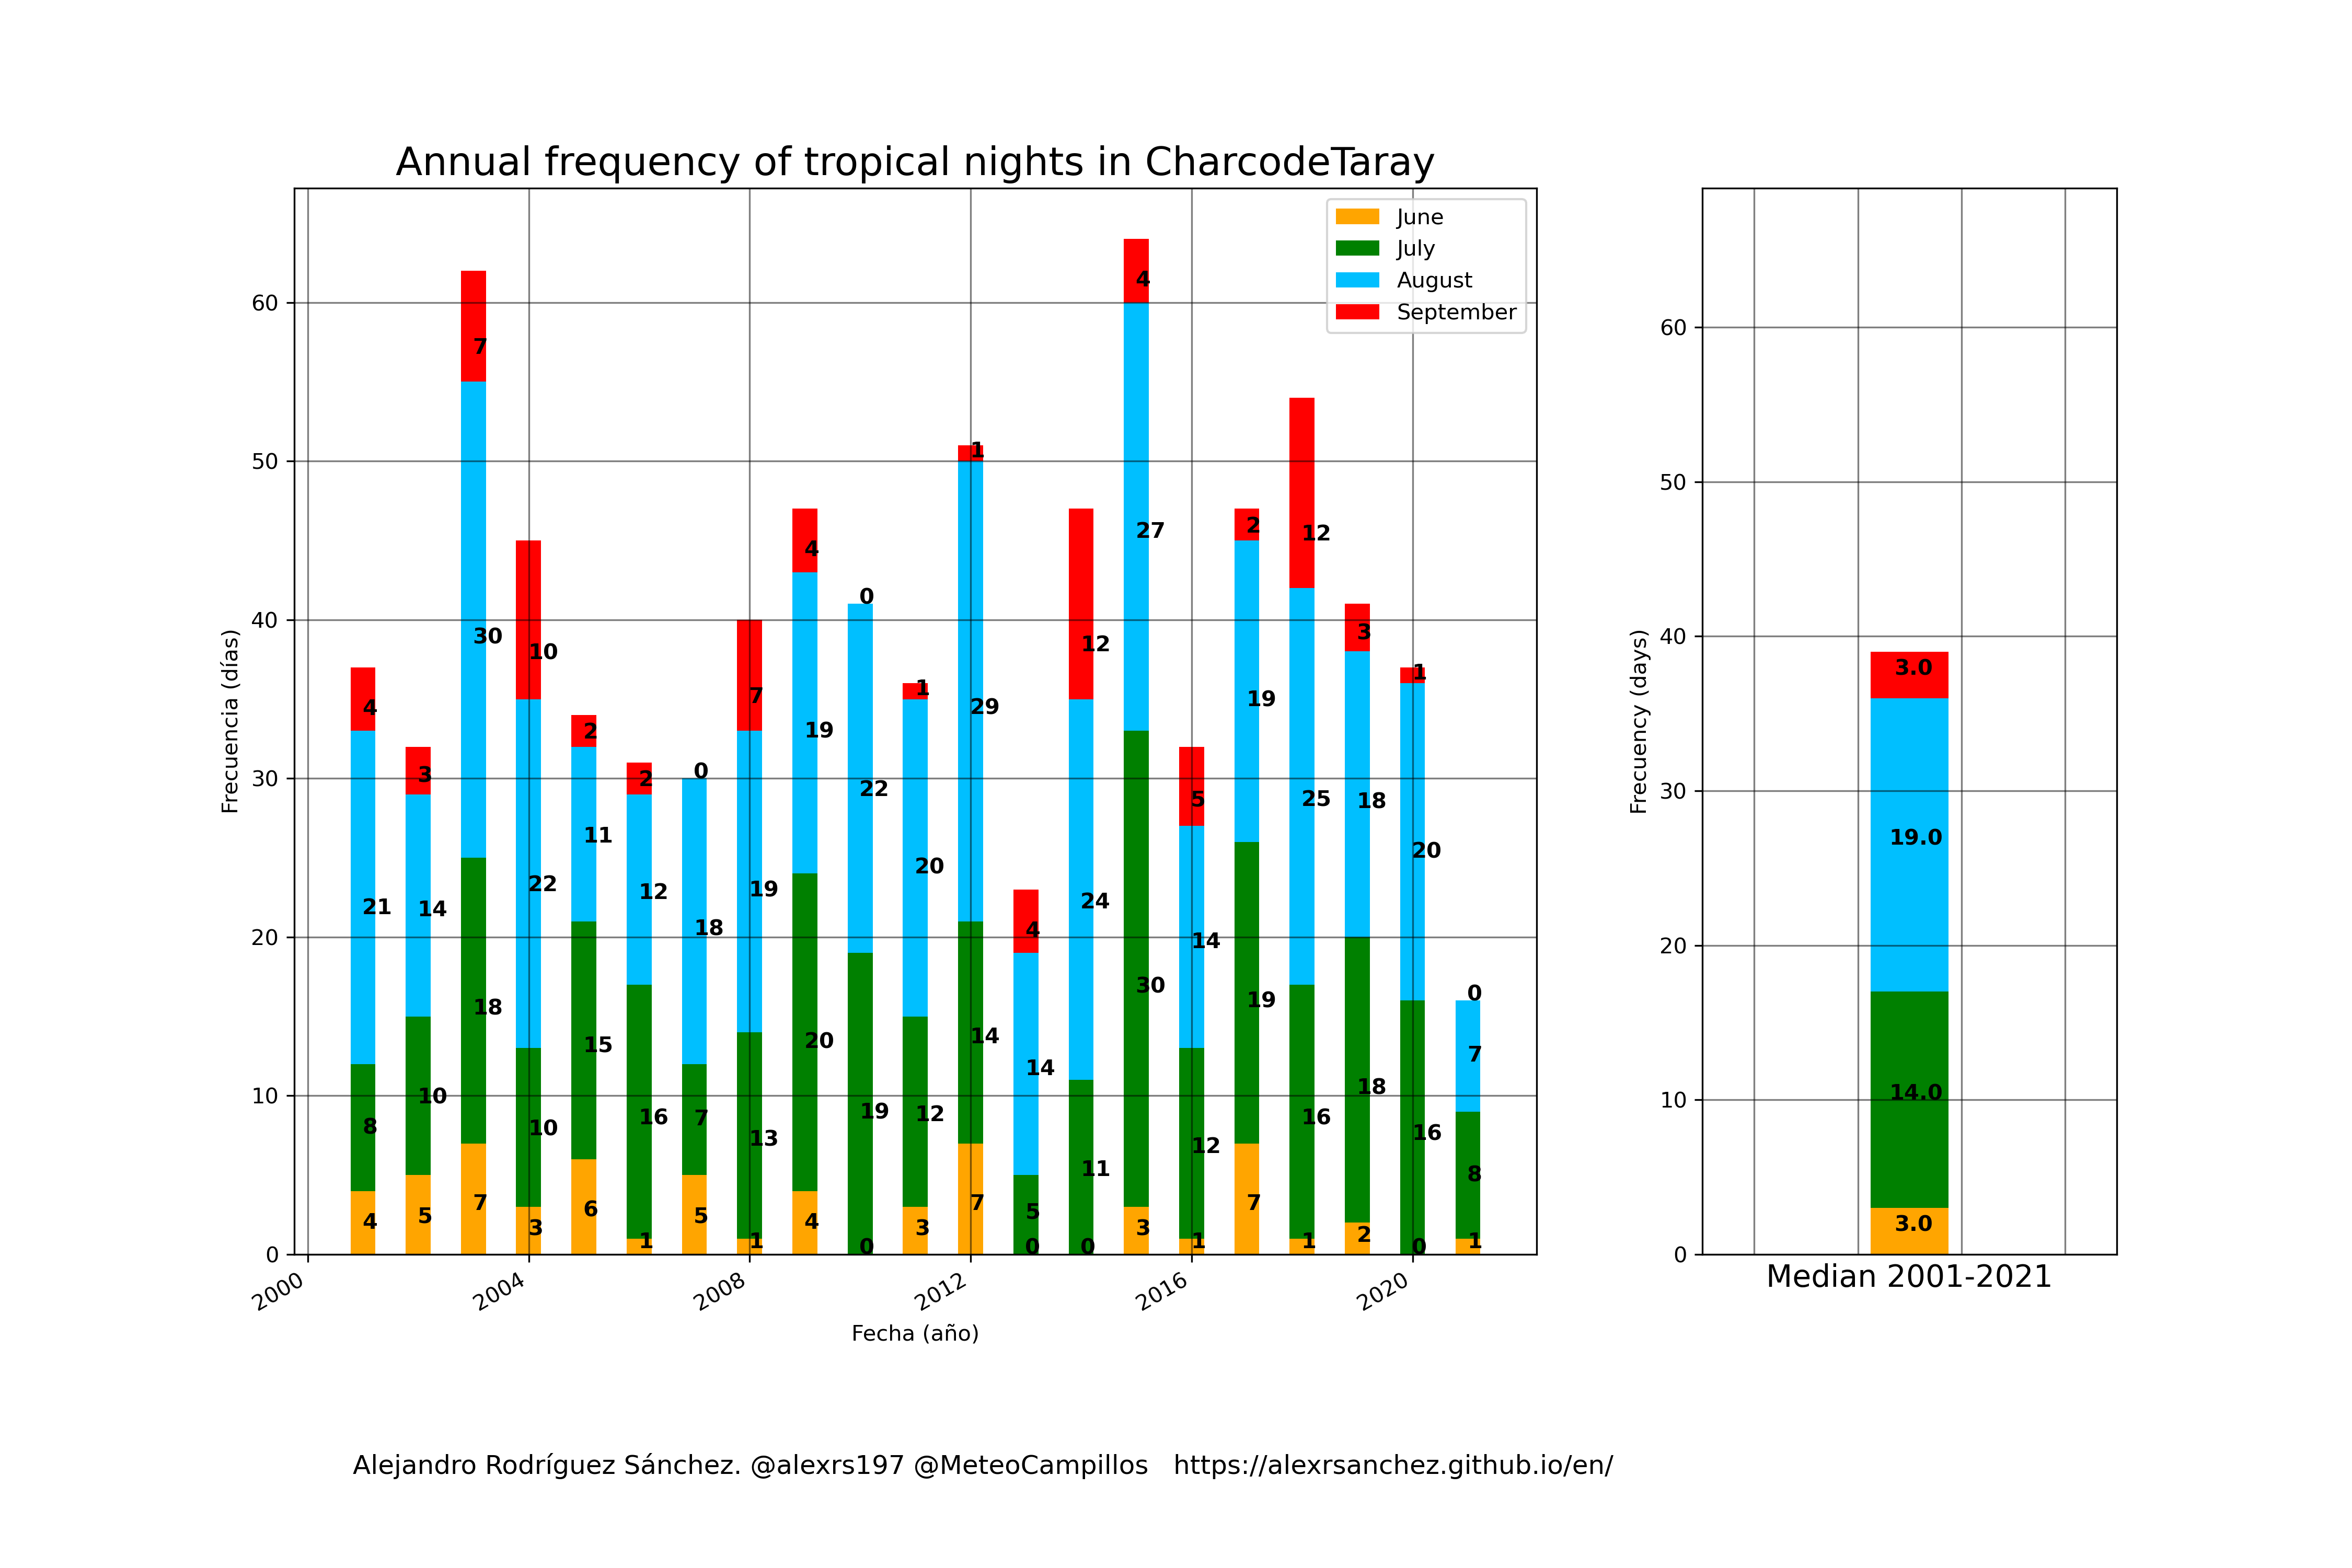 Annual frequency of tropical nights in CharcodeTaray
June
July
August
September
Frecuencia (días)
60
50
40
30
20
10
0
4 8 21 4
5 10 14 3
7 18 30 7
3 10 22 10
6 15 11 2
1 16 12 2
5 7 18 0
1 13 19 7
4 20 19 4
0 19 22 0
3 12 20 1
7 14 29 1
0 5 14 4
0 11 24 12
3 30 27 4
1 12 14 5
7 19 19 2
1 16 25 12
2 18 18 3
0 16 20 1
1 8 7 0
2000 2004 2008 2012 2016 2020
Fecha (año)
Frecuency (days)
60
50
40
30
20
10
0
3.0
19.0
14.0
3.0
Median 2001-2021
Alejandro Rodríguez Sánchez. @alexrs197 @MeteoCampillos https://alexrsanchez.github.io/en/